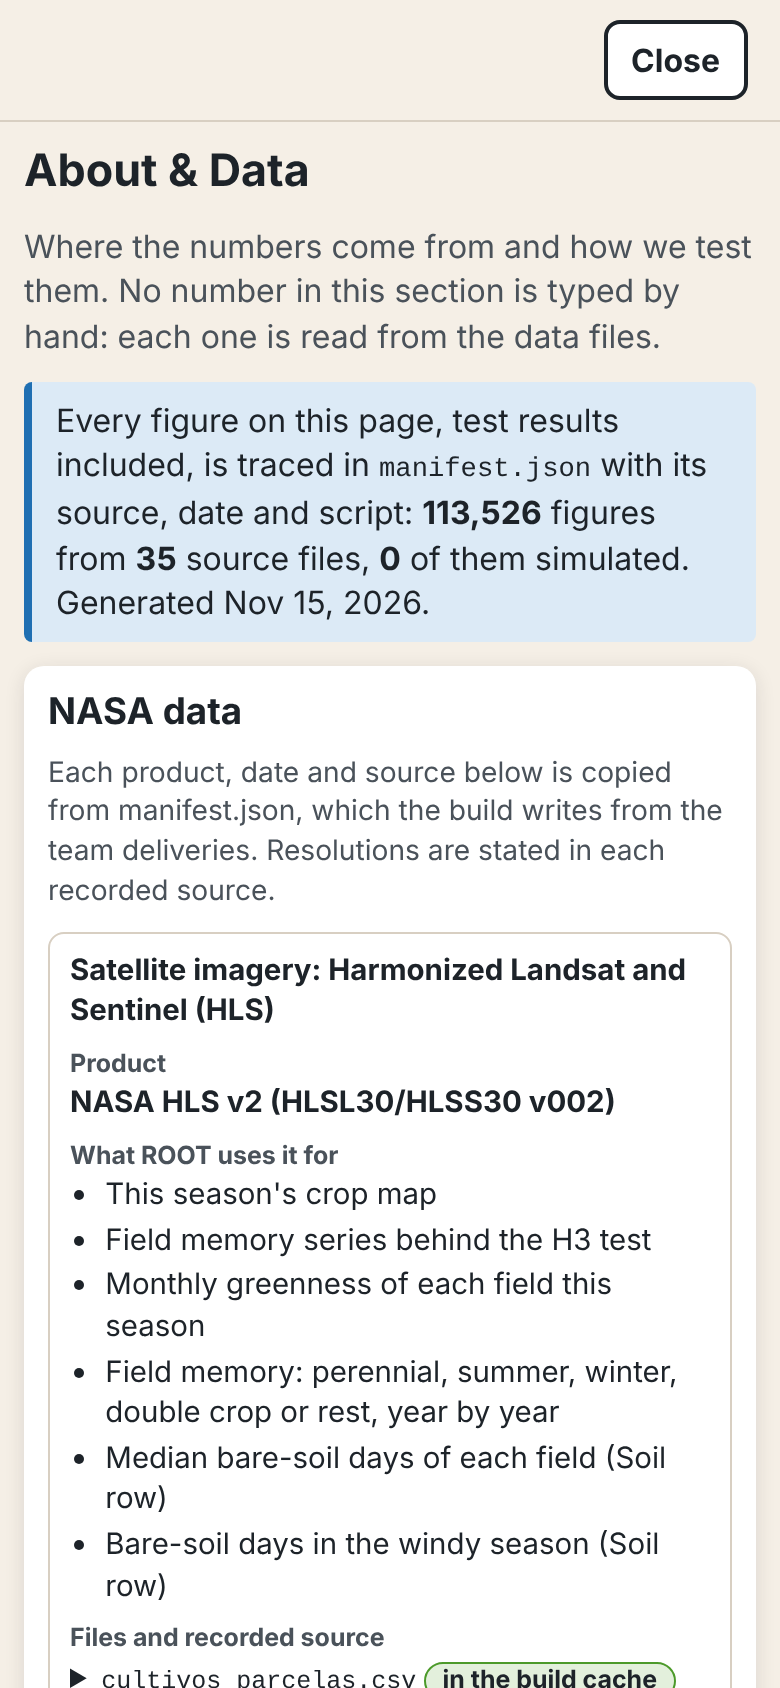 Close
About & Data
Where the numbers come from and how we test
them. No number in this section is typed by
hand: each one is read from the data files.
Every figure on this page, test results
included, is traced in manifest.json with its
source, date and script: 113,526 figures
from 35 source files, 0 of them simulated.
Generated Nov 15, 2026.
NASA data
Each product, date and source below is copied
from manifest.json, which the build writes from the
team deliveries. Resolutions are stated in each
recorded source.
Satellite imagery: Harmonized Landsat and
Sentinel (HLS)
Product
NASA HLS v2 (HLSL30/HLSS30 v002)
What ROOT uses it for
• This season's crop map
• Field memory series behind the H3 test
• Monthly greenness of each field this
season
• Field memory: perennial, summer, winter,
double crop or rest, year by year
• Median bare-soil days of each field (Soil
row)
• Bare-soil days in the windy season (Soil
row)
Files and recorded source
▶ cultivos_parcelas.csv in the build cache